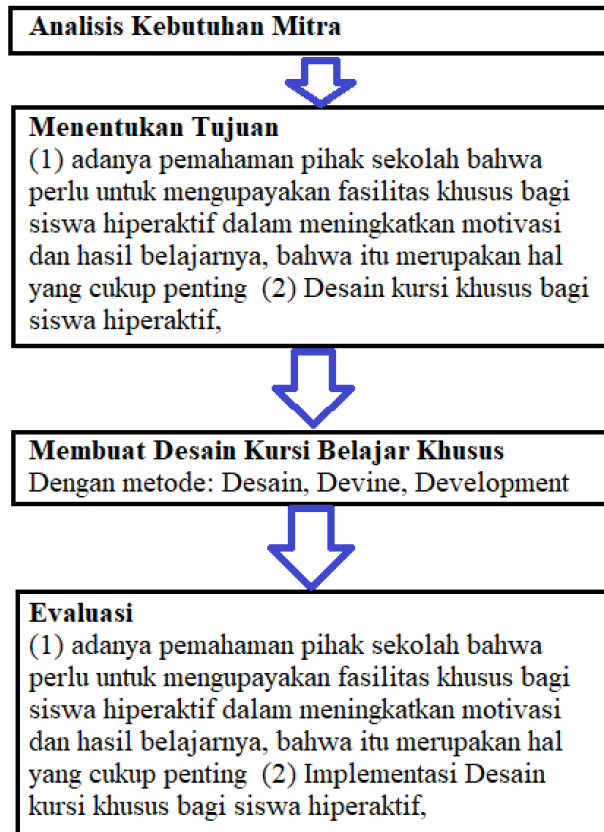 Analisis Kebutuhan Mitra
Menentukan Tujuan
(1) adanya pemahaman pihak sekolah bahwa
perlu untuk mengupayakan fasilitas khusus bagi
siswa hiperaktif dalam meningkatkan motivasi
dan hasil belajarnya, bahwa itu merupakan hal
yang cukup penting (2) Desain kursi khusus bagi
siswa hiperaktif,
Membuat Desain Kursi Belajar Khusus
Dengan metode: Desain, Devine, Development
Evaluasi
(1) adanya pemahaman pihak sekolah bahwa
perlu untuk mengupayakan fasilitas khusus bagi
siswa hiperaktif dalam meningkatkan motivasi
dan hasil belajarnya, bahwa itu merupakan hal
yang cukup penting (2) Implementasi Desain
kursi khusus bagi siswa hiperaktif,